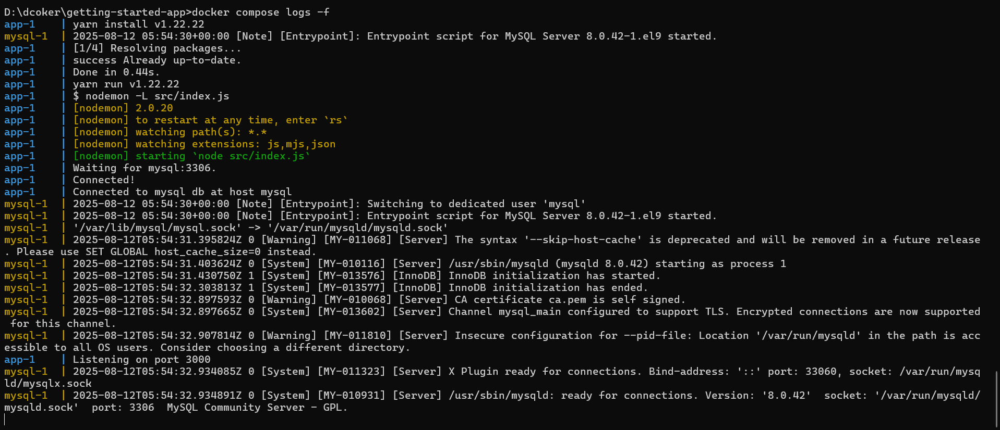 D:\dcoker\getting-started-app>docker compose logs -f
app-1    | yarn install v1.22.22
mysql-1  | 2025-08-12 05:54:30+00:00 [Note] [Entrypoint]: Entrypoint script for MySQL Server 8.0.42-1.el9 started.
app-1    | [1/4] Resolving packages...
app-1    | success Already up-to-date.
app-1    | Done in 0.44s.
app-1    | yarn run v1.22.22
app-1    | $ nodemon -L src/index.js
app-1    | [nodemon] 2.0.20
app-1    | [nodemon] to restart at any time, enter `rs`
app-1    | [nodemon] watching path(s): *.*
app-1    | [nodemon] watching extensions: js,mjs,json
app-1    | [nodemon] starting `node src/index.js`
app-1    | Waiting for mysql:3306.
app-1    | Connected!
app-1    | Connected to mysql db at host mysql
mysql-1  | 2025-08-12 05:54:30+00:00 [Note] [Entrypoint]: Switching to dedicated user 'mysql'
mysql-1  | 2025-08-12 05:54:30+00:00 [Note] [Entrypoint]: Entrypoint script for MySQL Server 8.0.42-1.el9 started.
mysql-1  | '/var/lib/mysql/mysql.sock' -> '/var/run/mysqld/mysqld.sock'
mysql-1  | 2025-08-12T05:54:31.395824Z 0 [Warning] [MY-011068] [Server] The syntax '--skip-host-cache' is deprecated and will be removed in a future release
. Please use SET GLOBAL host_cache_size=0 instead.
mysql-1  | 2025-08-12T05:54:31.403624Z 0 [System] [MY-010116] [Server] /usr/sbin/mysqld (mysqld 8.0.42) starting as process 1
mysql-1  | 2025-08-12T05:54:31.430750Z 1 [System] [MY-013576] [InnoDB] InnoDB initialization has started.
mysql-1  | 2025-08-12T05:54:32.303813Z 1 [System] [MY-013577] [InnoDB] InnoDB initialization has ended.
mysql-1  | 2025-08-12T05:54:32.897593Z 0 [Warning] [MY-010068] [Server] CA certificate ca.pem is self signed.
mysql-1  | 2025-08-12T05:54:32.897665Z 0 [System] [MY-013602] [Server] Channel mysql_main configured to support TLS. Encrypted connections are now supported
 for this channel.
mysql-1  | 2025-08-12T05:54:32.907814Z 0 [Warning] [MY-011810] [Server] Insecure configuration for --pid-file: Location '/var/run/mysqld' in the path is acc
essible to all OS users. Consider choosing a different directory.
app-1    | Listening on port 3000
mysql-1  | 2025-08-12T05:54:32.934085Z 0 [System] [MY-011323] [Server] X Plugin ready for connections. Bind-address: '::' port: 33060, socket: /var/run/mysq
ld/mysqlx.sock
mysql-1  | 2025-08-12T05:54:32.934891Z 0 [System] [MY-010931] [Server] /usr/sbin/mysqld: ready for connections. Version: '8.0.42'  socket: '/var/run/mysqld/
mysqld.sock'  port: 3306  MySQL Community Server - GPL.